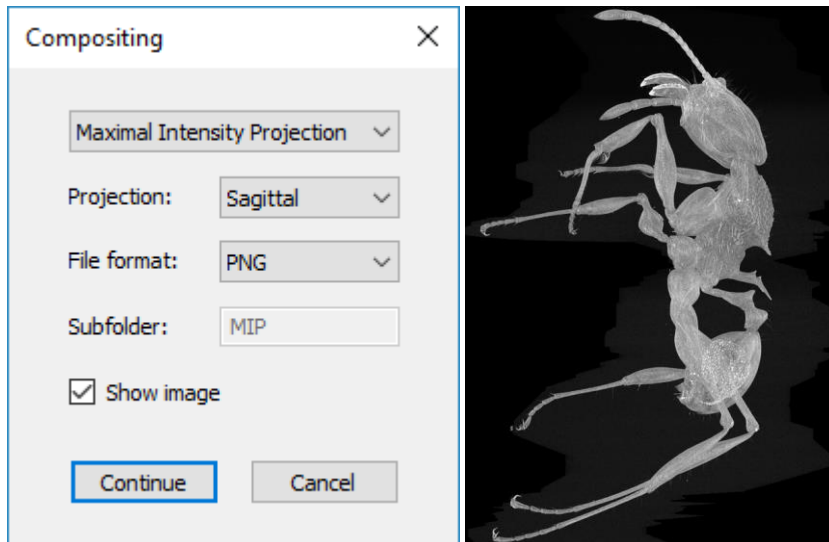 Compositing
Maximal Intensity Projection
Projection: Sagittal
File format: PNG
Subfolder: MIP
Show image
Continue Cancel